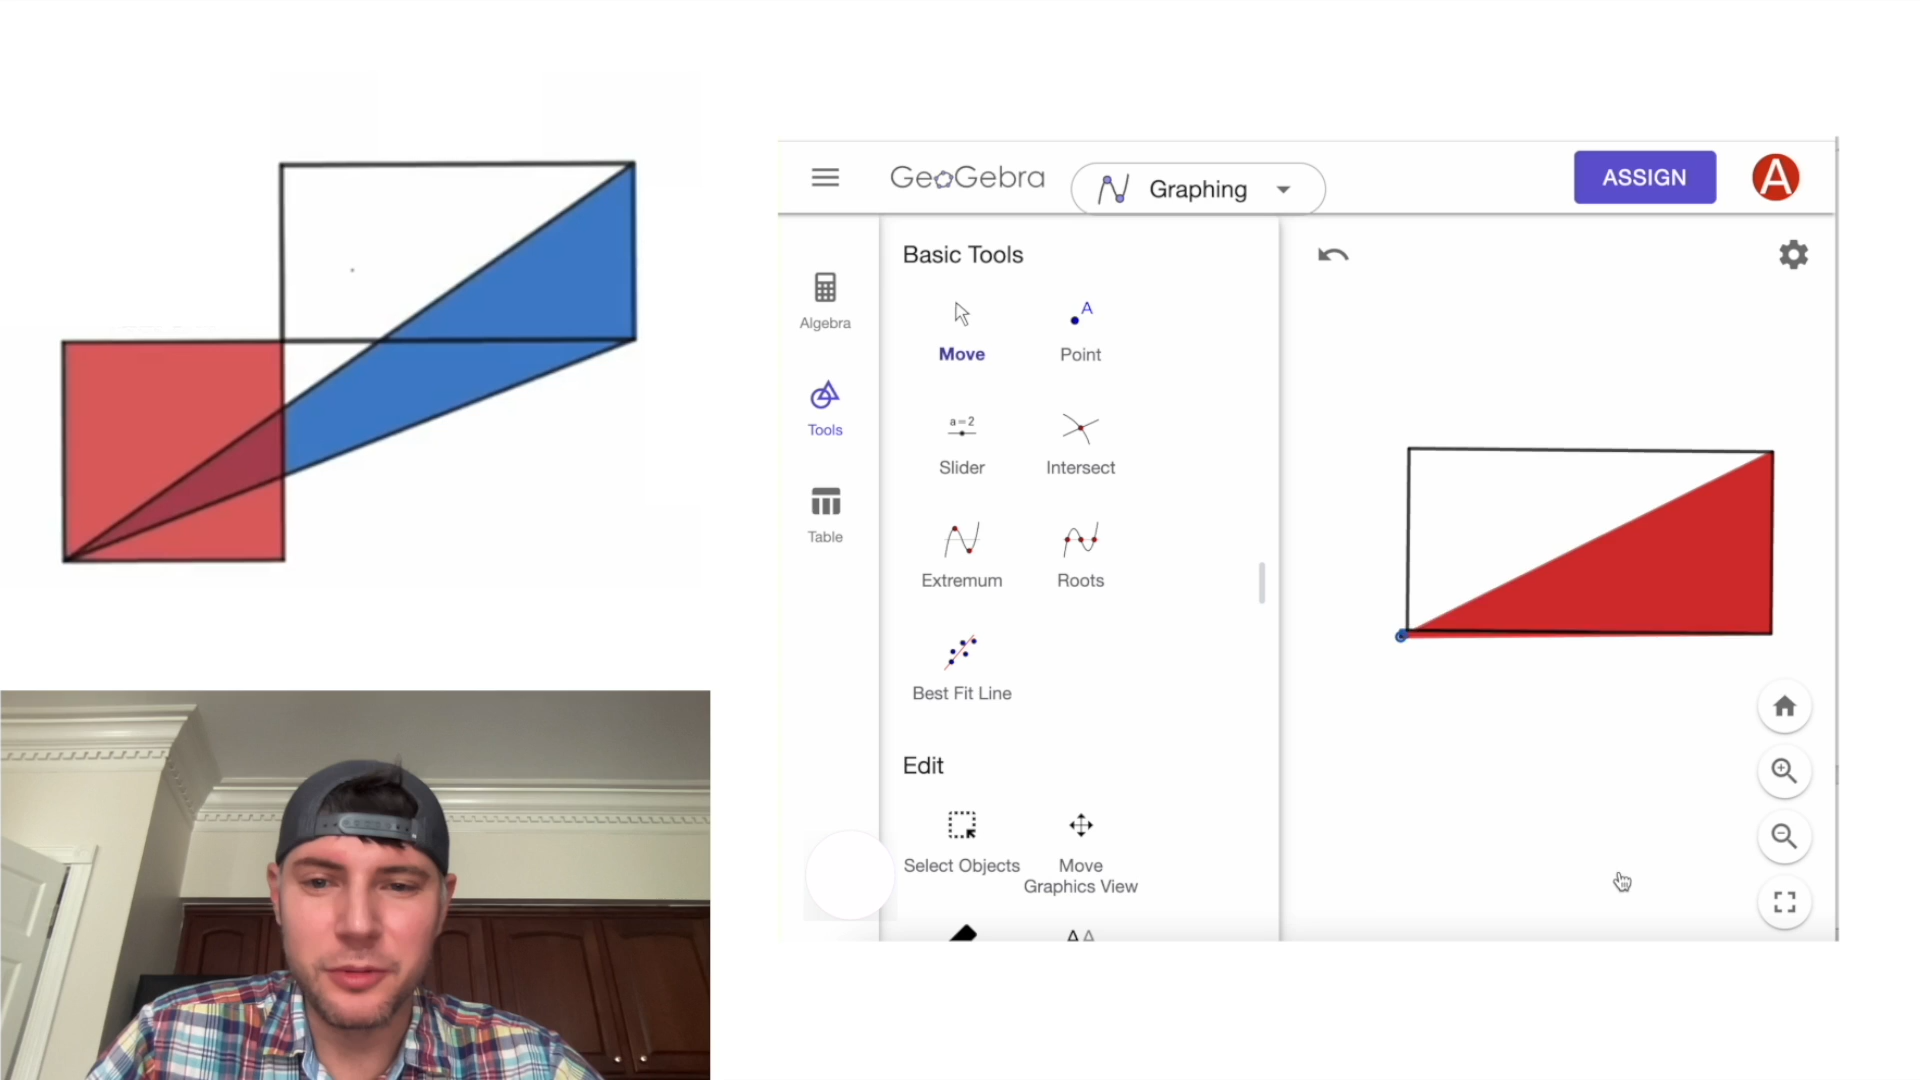 GeoGebra
Graphing
ASSIGN
A
Basic Tools
Algebra
Tools
Table
Move
A
Point
a=2
Slider
Intersect
Extremum
Roots
Best Fit Line
Edit
Select Objects
Move
Graphics View
AA